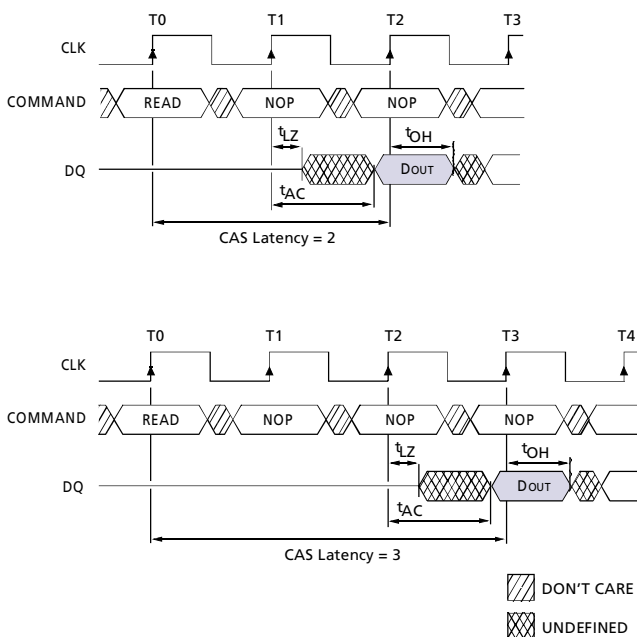 T0 T1 T2 T3
CLK
COMMAND READ NOP NOP
tLZ tOH
DQ DOUT
tAC
CAS Latency = 2
T0 T1 T2 T3 T4
CLK
COMMAND READ NOP NOP NOP
tLZ tOH
DQ DOUT
tAC
CAS Latency = 3
DON'T CARE
UNDEFINED